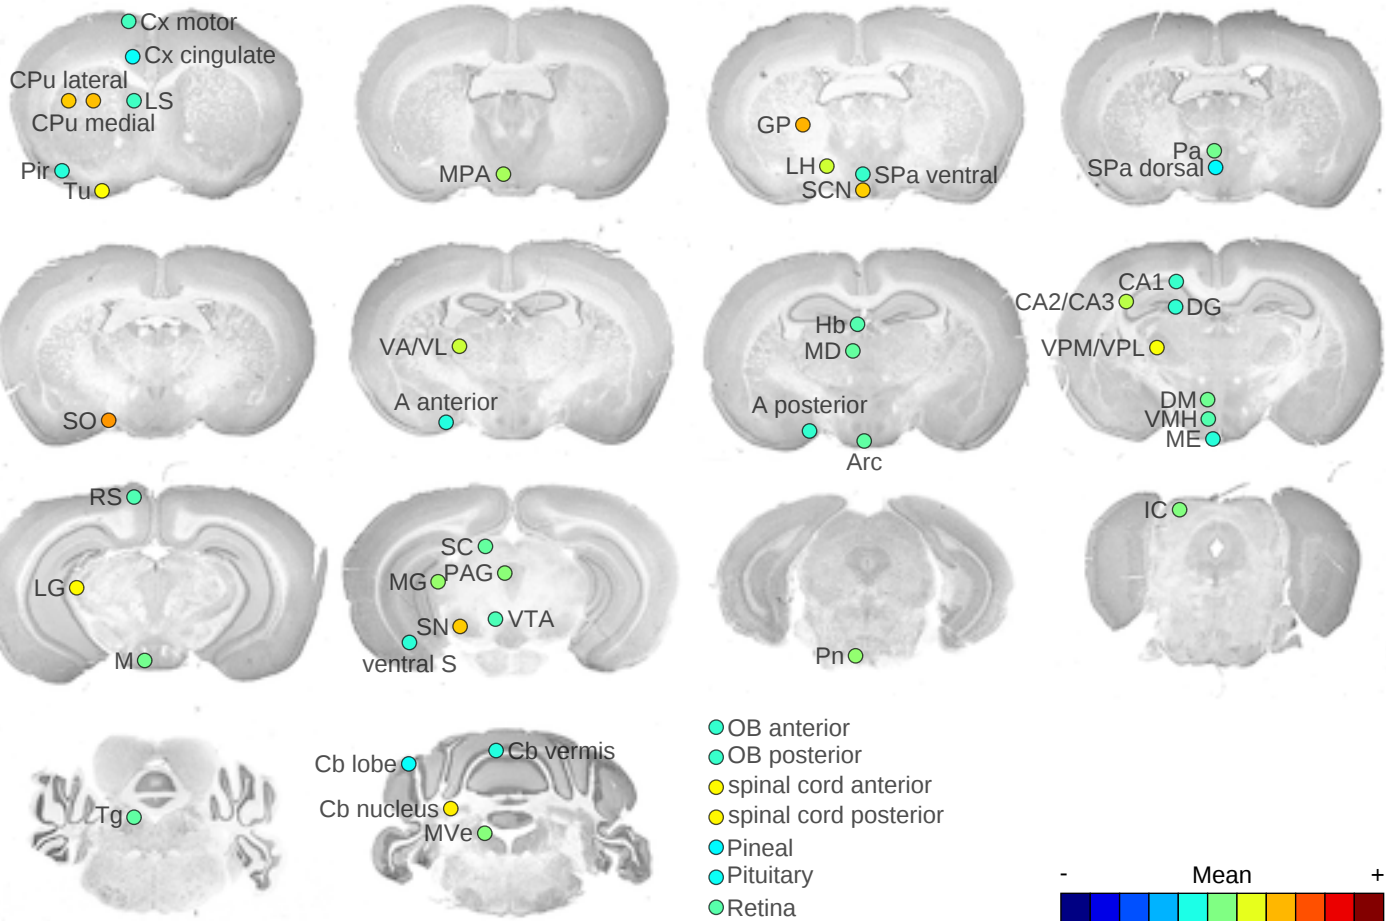 Cx motor
Cx cingulate
CPu lateral
LS
CPu medial
Pir
Tu
MPA
GP
LH
SPa ventral
SCN
Pa
SPa dorsal
SO
VA/VL
A anterior
Hb
MD
A posterior
Arc
CA1
CA2/CA3
DG
VPM/VPL
DM
VMH
ME
RS
LG
M
SC
MG
PAG
SN
VTA
ventral S
Pn
IC
Tg
Cb lobe
Cb vermis
Cb nucleus
MVe
OB anterior
OB posterior
spinal cord anterior
spinal cord posterior
Pineal
Pituitary
Retina
- Mean +